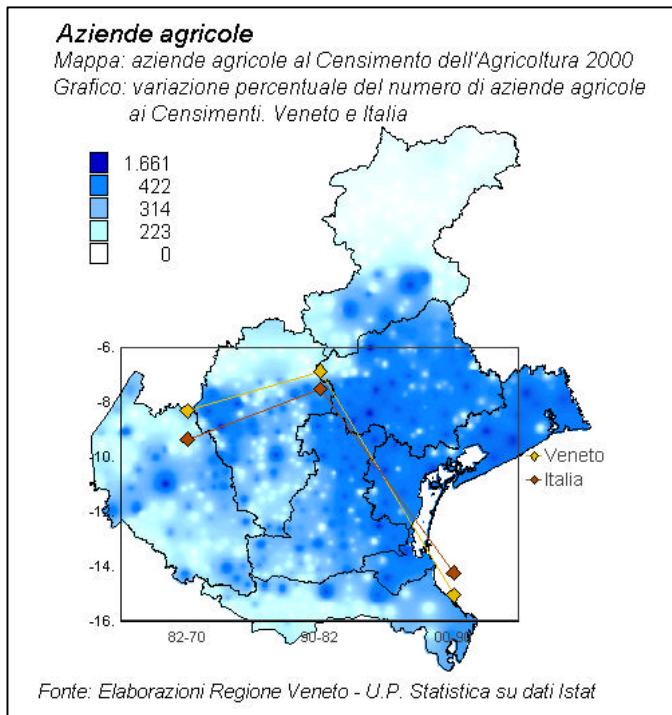 Aziende agricole
Mappa: aziende agricole al Censimento dell'Agricoltura 2000
Grafico: variazione percentuale del numero di aziende agricole
ai Censimenti. Veneto e Italia
1.661
422
314
223
0
-6.
-8.
-10.
-12.
-14.
-16.
82-70
90-82
00-90
Veneto
Italia
Fonte: Elaborazioni Regione Veneto - U.P. Statistica su dati Istat